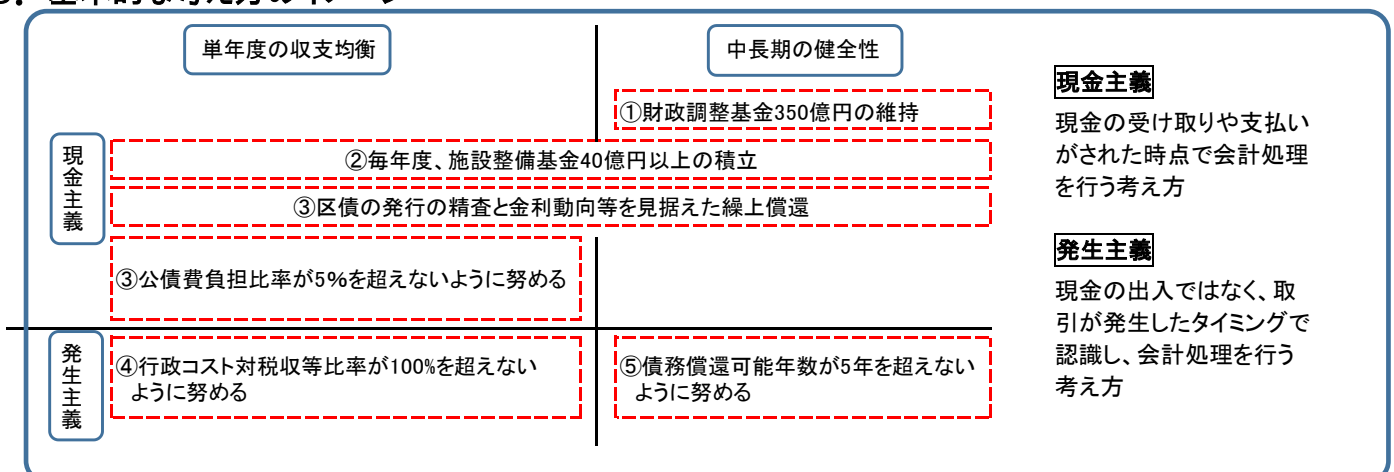 単年度の収支均衡
中長期の健全性
現金主義
①財政調整基金350億円の維持
②毎年度、施設整備基金40億円以上の積立
③区債の発行の精査と金利動向等を見据えた繰上償還
③公債費負担比率が5%を超えないように努める
発生主義
④行政コスト対税収等比率が100%を超えない
ように努める
⑤債務償還可能年数が5年を超えない
ように努める
現金主義
現金の受け取りや支払い
がされた時点で会計処理
を行う考え方
発生主義
現金の出入ではなく、取
引が発生したタイミングで
認識し、会計処理を行う
考え方